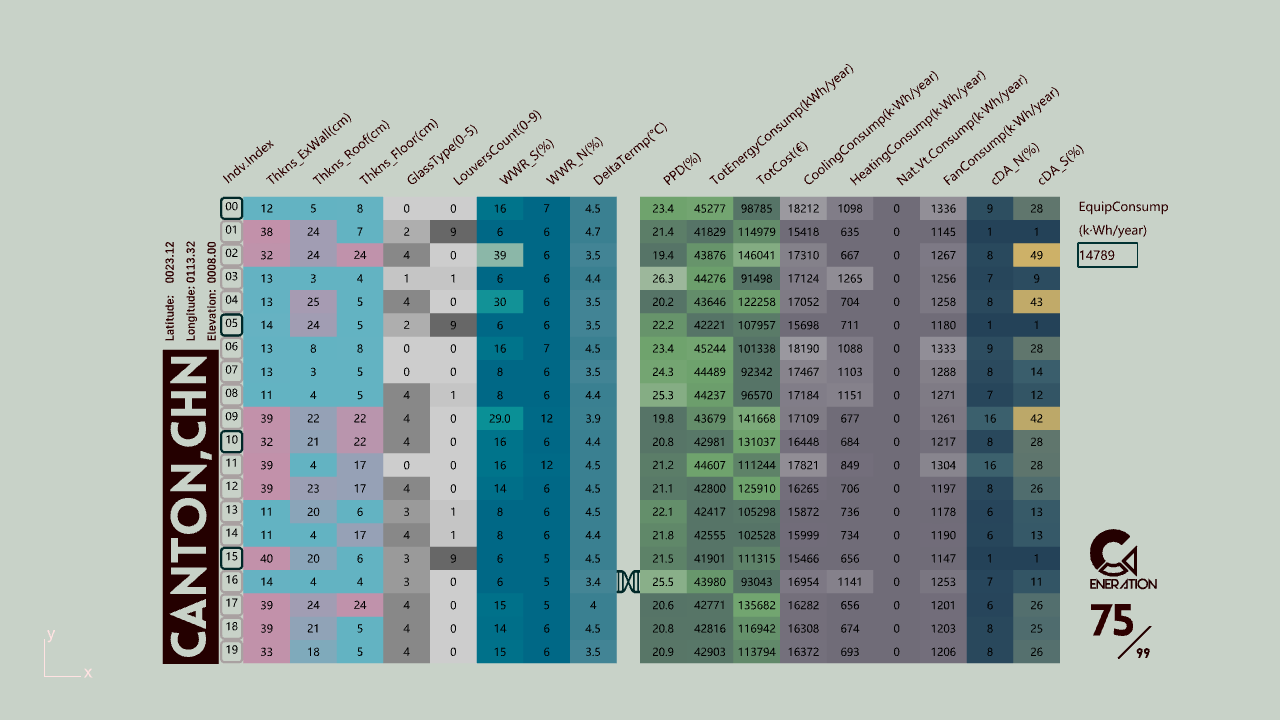 Indv.Index Thkns_ExWall(cm) Thkns_Roof(cm) Thkns_Floor(cm) GlassType(0-5) LouversCount(0-9) WWR_S(%) WWR_N(%) DeltaTermp(°C) PPD(%) TotEnergyConsump(kWh/year) TotCost(€) CoolingConsump(k·Wh/year) HeatingConsump(k·Wh/year) Nat.Vt.Consump(k·Wh/year) FanConsump(k·Wh/year) cDA_N(%) cDA_S(%)
00 12 5 8 0 0 16 7 4.5 23.4 45277 98785 18212 1098 0 1336 9 28
01 38 24 7 2 9 6 6 4.7 21.4 41829 114979 15418 635 0 1145 1 1
02 32 24 24 4 0 39 6 3.5 19.4 43876 146041 17310 667 0 1267 8 49
03 13 3 4 1 1 6 6 4.4 26.3 44276 91498 17124 1265 0 1256 7 9
04 13 25 5 4 0 30 6 3.5 20.2 43646 122258 17052 704 0 1258 8 43
05 14 24 5 2 9 6 6 3.5 22.2 42221 107957 15698 711 0 1180 1 1
06 13 8 8 0 0 16 7 4.5 23.4 45244 101338 18190 1088 0 1333 9 28
07 13 3 5 0 0 8 6 3.5 24.3 44489 92342 17467 1103 0 1288 8 14
08 11 4 5 4 1 8 6 4.4 25.3 44237 96570 17184 1151 0 1271 7 12
09 39 22 22 4 0 29.0 12 3.9 19.8 43679 141668 17109 677 0 1261 16 42
10 32 21 22 4 0 16 6 4.4 20.8 42981 131037 16448 684 0 1217 8 28
11 39 4 17 0 0 16 12 4.5 21.2 44607 111244 17821 849 0 1304 16 28
12 39 23 17 4 0 14 6 4.5 21.1 42800 125910 16265 706 0 1197 8 26
13 11 20 6 3 1 8 6 4.5 22.1 42417 105298 15872 736 0 1178 6 13
14 11 4 17 4 1 8 6 4.5 21.8 42555 102528 15999 734 0 1190 6 13
15 40 20 6 3 9 6 5 4.5 21.5 41901 111315 15466 656 0 1147 1 1
16 14 4 4 3 0 6 5 3.4 25.5 43980 93043 16954 1141 0 1253 7 11
17 39 24 24 4 0 15 5 4 20.6 42771 135682 16282 656 0 1201 6 26
18 39 21 5 4 0 14 6 4.5 20.8 42816 116942 16308 674 0 1203 8 25
19 33 18 5 4 0 15 6 3.5 20.9 42903 113794 16372 693 0 1206 8 26
EquipConsump
(k·Wh/year)
14789
Latitude: 0023.12
Longitude: 0113.32
Elevation: 0008.00
CANTON,CHN
ENERATION
75/99
y
x